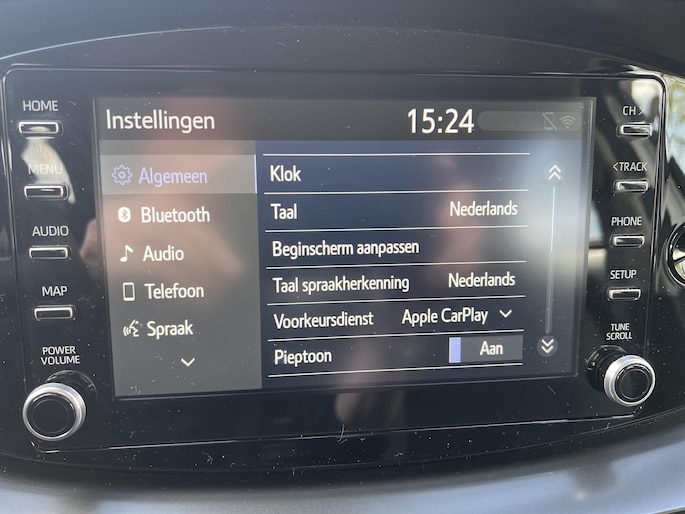 HOME
MENU
AUDIO
MAP
POWER
VOLUME
Instellingen
15:24
Algemeen
Bluetooth
Audio
Telefoon
Spraak
Klok
Taal Nederlands
Beginscherm aanpassen
Taal spraakherkenning Nederlands
Voorkeursdienst Apple CarPlay
Pieptoon Aan
CH >
< TRACK
PHONE
SETUP
TUNE
SCROLL